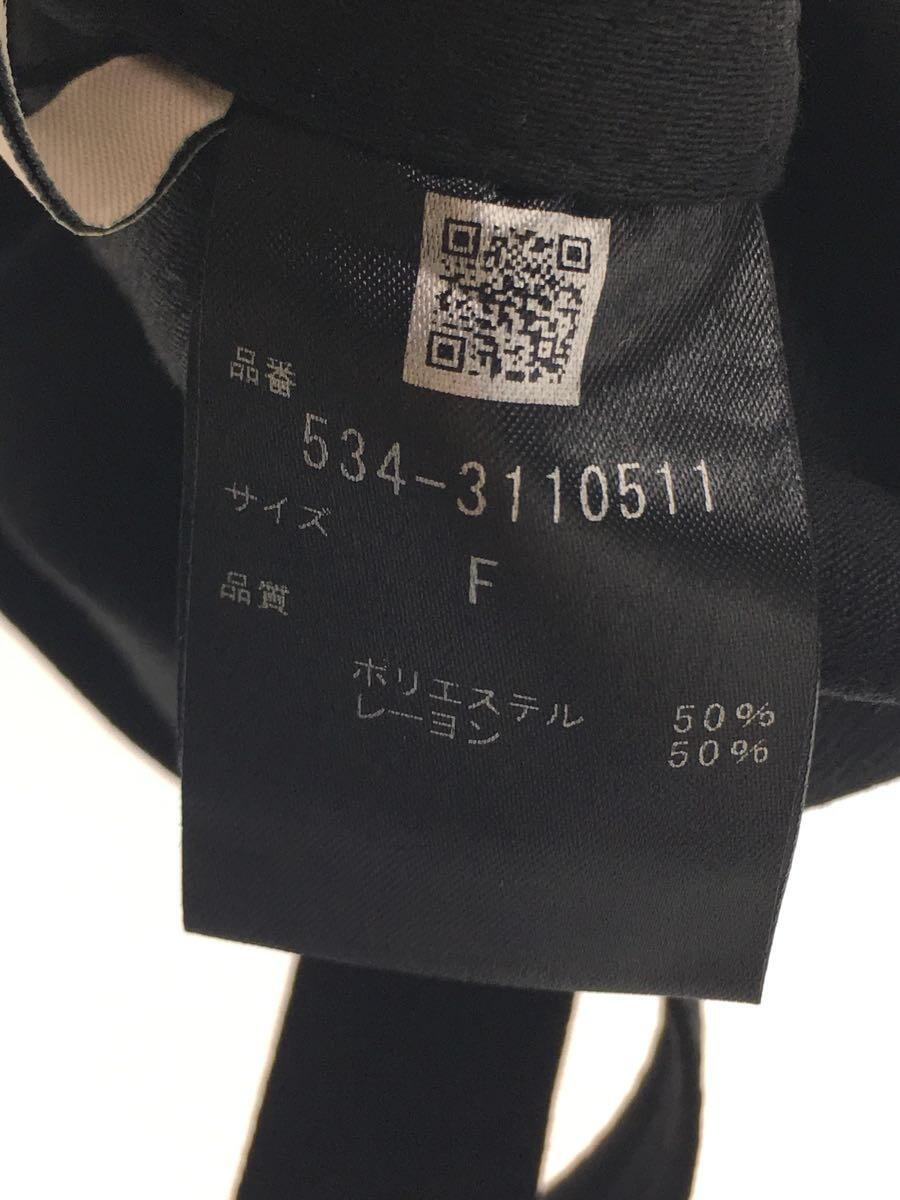 品番
534-3110511
サイズ
F
品質
ポリエステル 50%
レーヨン 50%